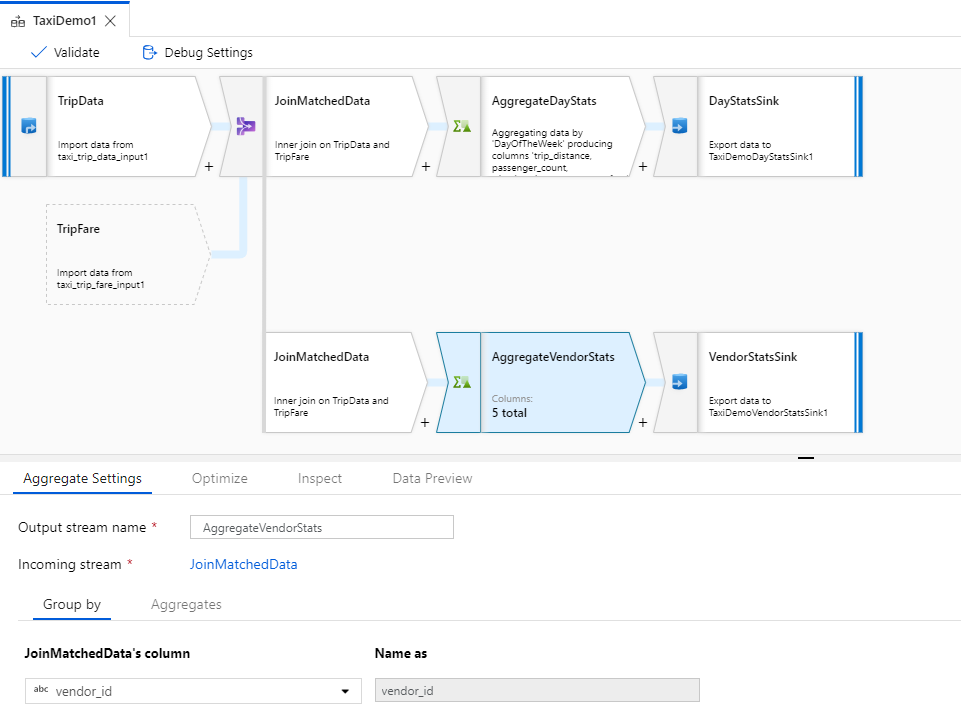 TaxiDemo1
Validate
Debug Settings
TripData
Import data from
taxi_trip_data_input1
+
JoinMatchedData
Inner join on TripData and
TripFare
+
AggregateDayStats
Aggregating data by
'DayOfTheWeek' producing
columns 'trip_distance,
passenger_count,
+
DayStatsSink
Export data to
TaxiDemoDayStatsSink1
TripFare
Import data from
taxi_trip_fare_input1
JoinMatchedData
Inner join on TripData and
TripFare
+
AggregateVendorStats
Columns:
5 total
+
VendorStatsSink
Export data to
TaxiDemoVendorStatsSink1
Aggregate Settings Optimize Inspect Data Preview
Output stream name * AggregateVendorStats
Incoming stream * JoinMatchedData
Group by Aggregates
JoinMatchedData's column Name as
abc vendor_id vendor_id